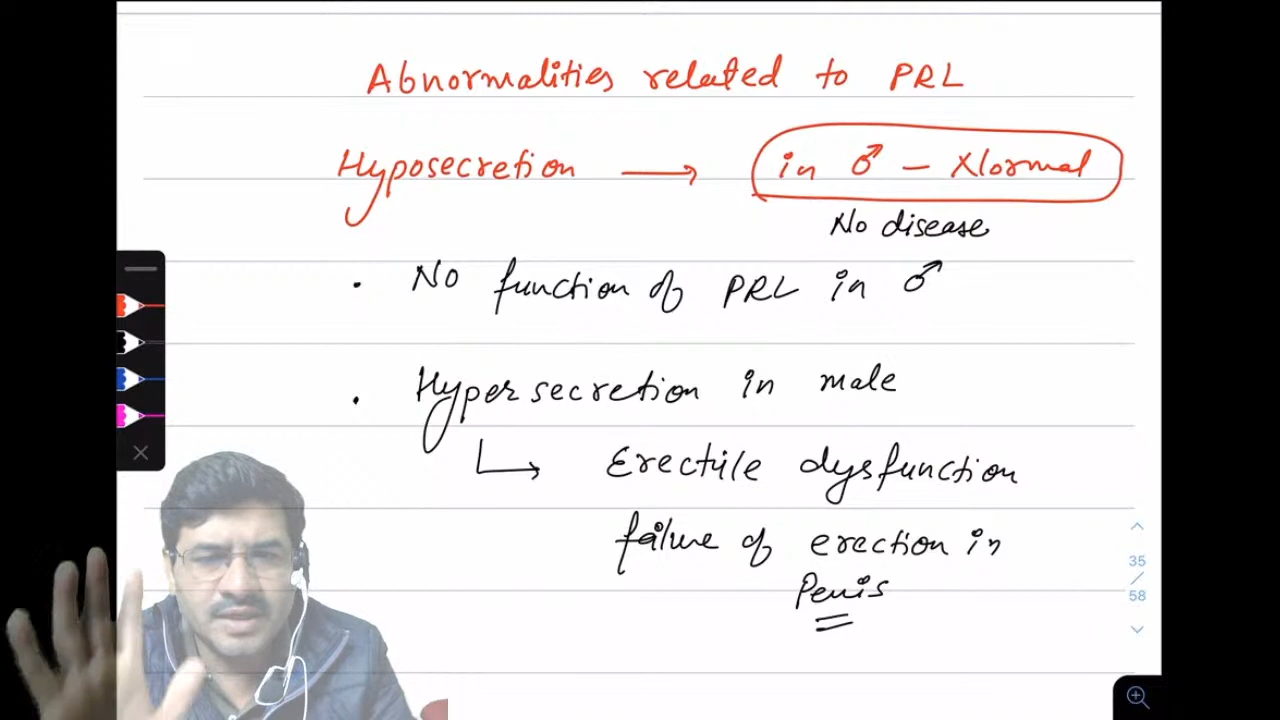 Abnormalities related to PRL
Hyposecretion → in ♂ – Normal
No disease
· No function of PRL in ♂
· Hypersecretion in male
↳ Erectile dysfunction
failure of erection in
Penis
35
/
58